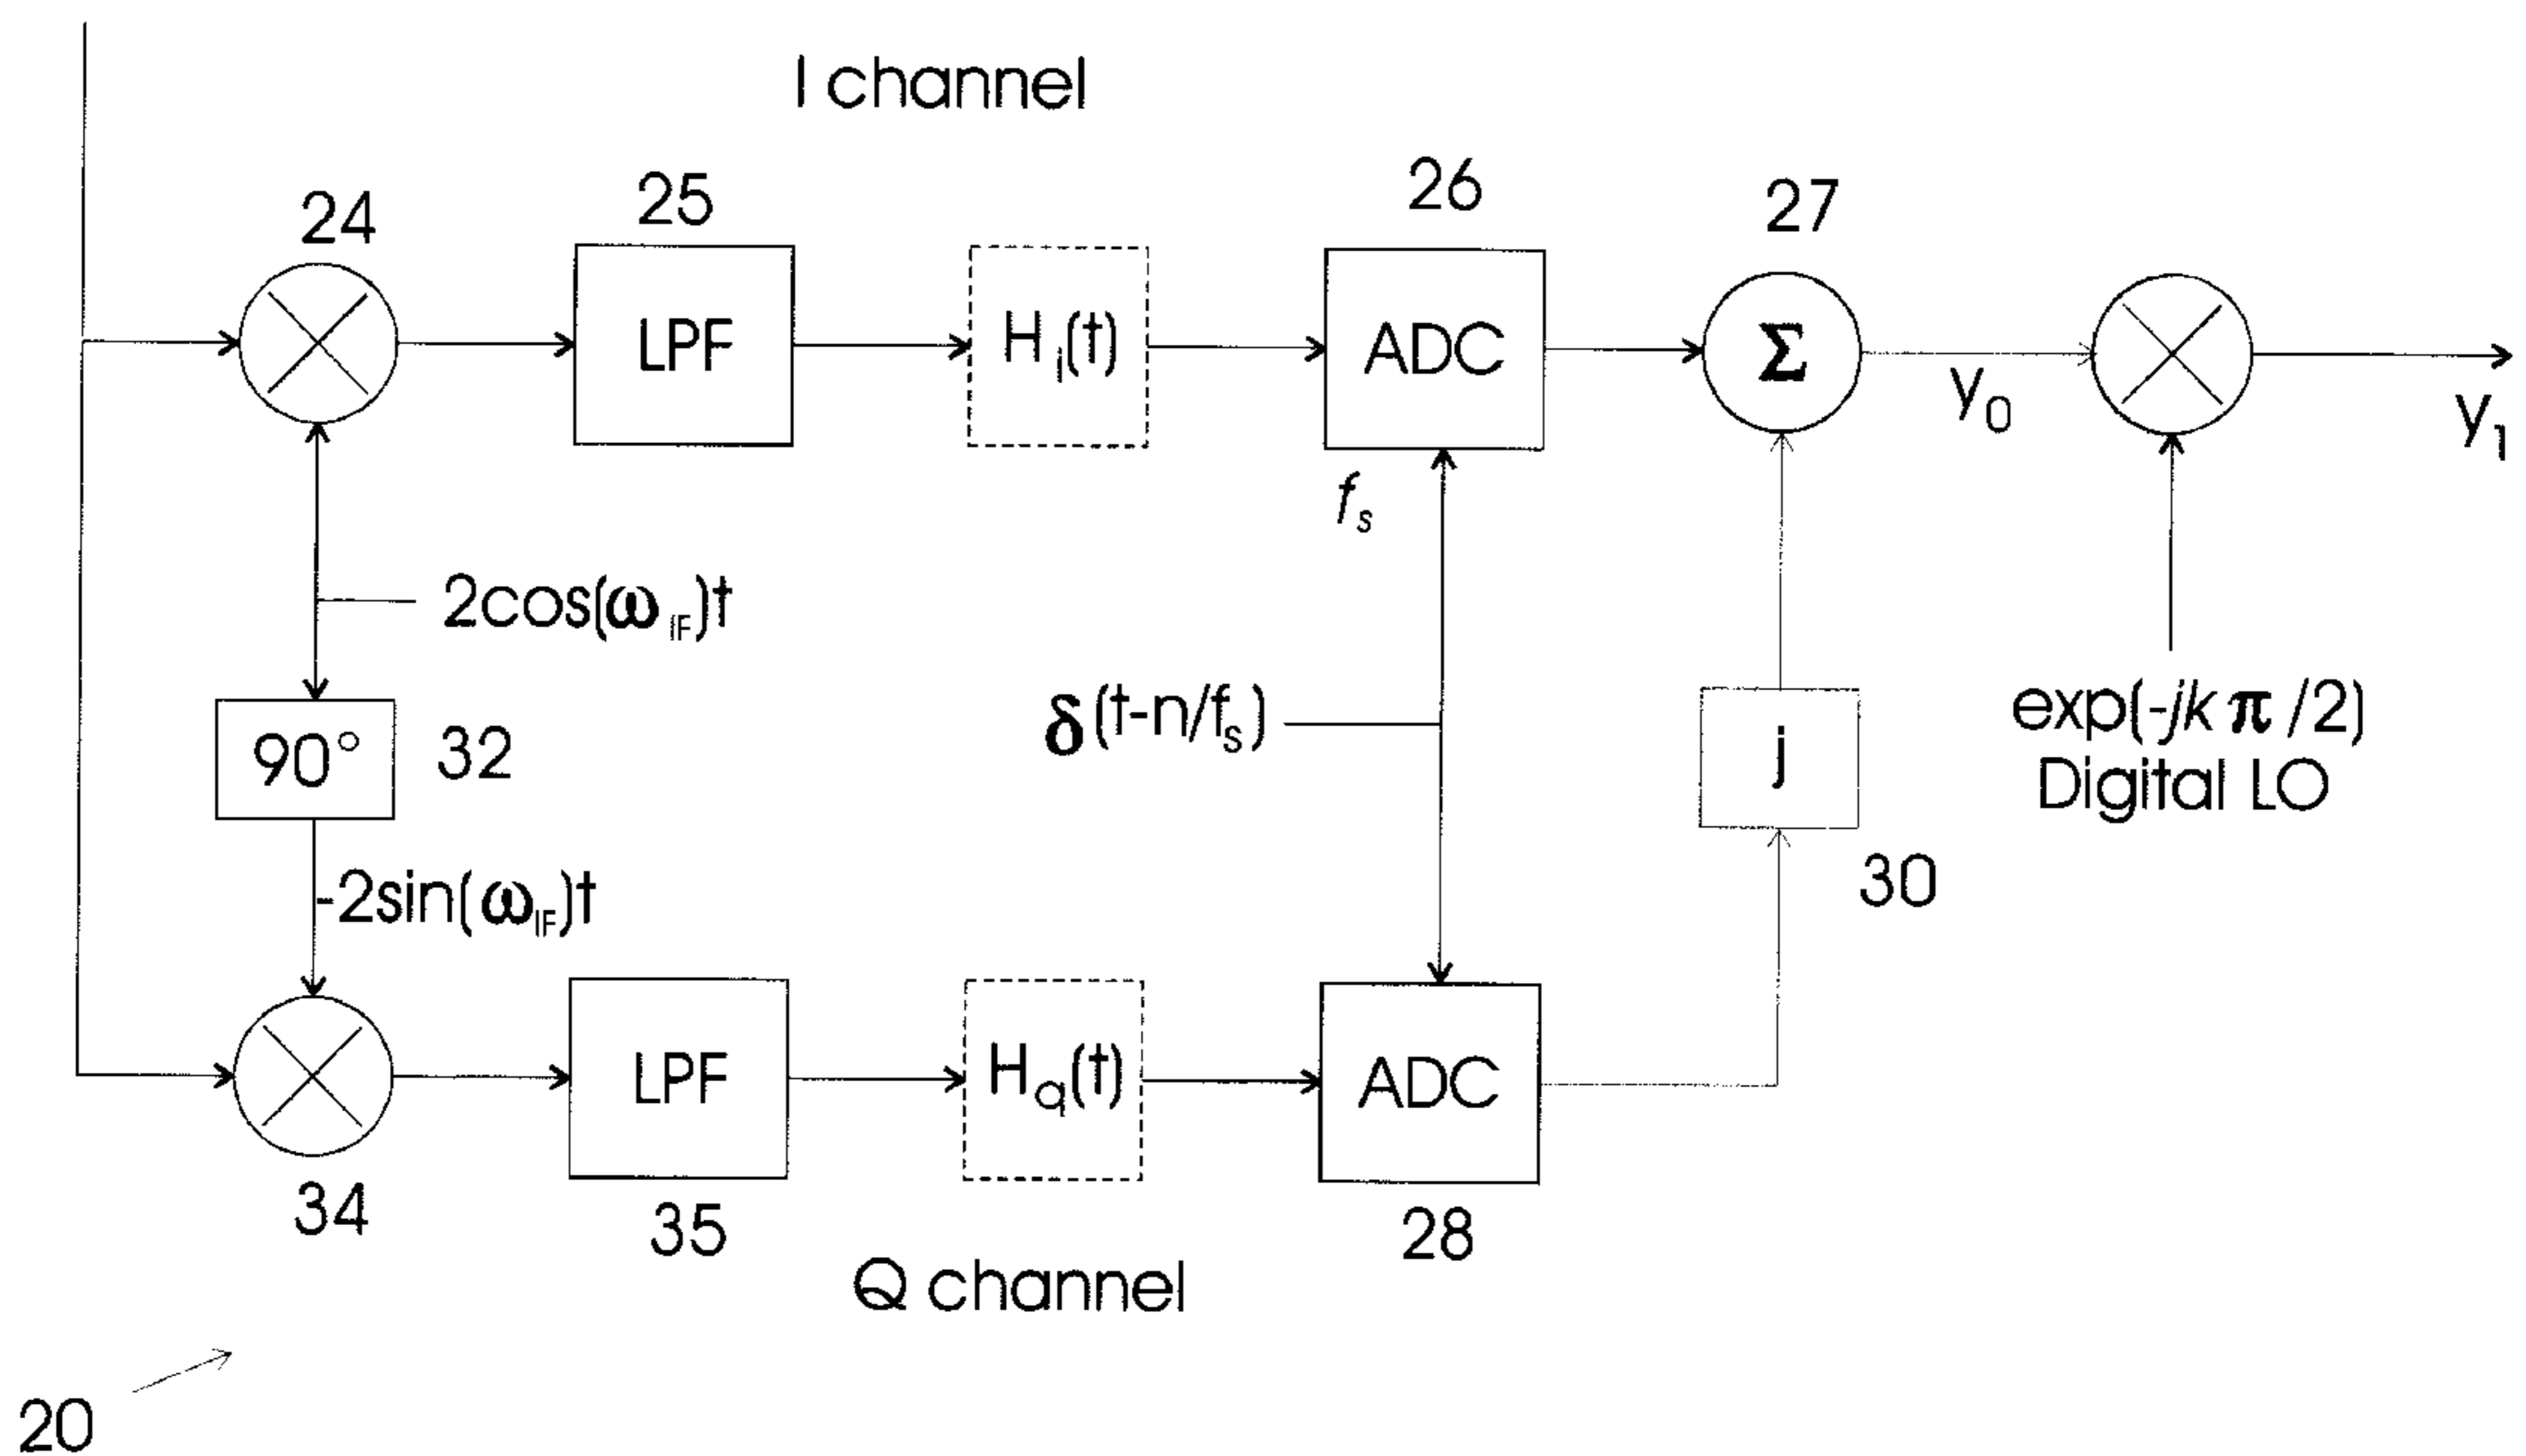 I channel
24
25
26
27
LPF
H_i(t)
ADC
Σ
y_0
y_1
f_s
2cos(ω_IF)t
90°
32
δ(t-n/f_s)
j
exp(-jkπ/2)
Digital LO
30
-2sin(ω_IF)t
LPF
H_q(t)
ADC
34
35
28
Q channel
20